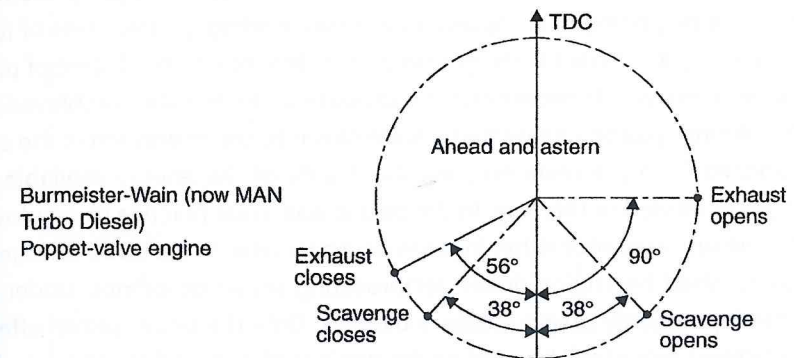 TDC
Ahead and astern
Burmeister-Wain (now MAN
Turbo Diesel)
Poppet-valve engine
Exhaust
opens
Exhaust
closes
56°
90°
Scavenge
closes
38°
38°
Scavenge
opens